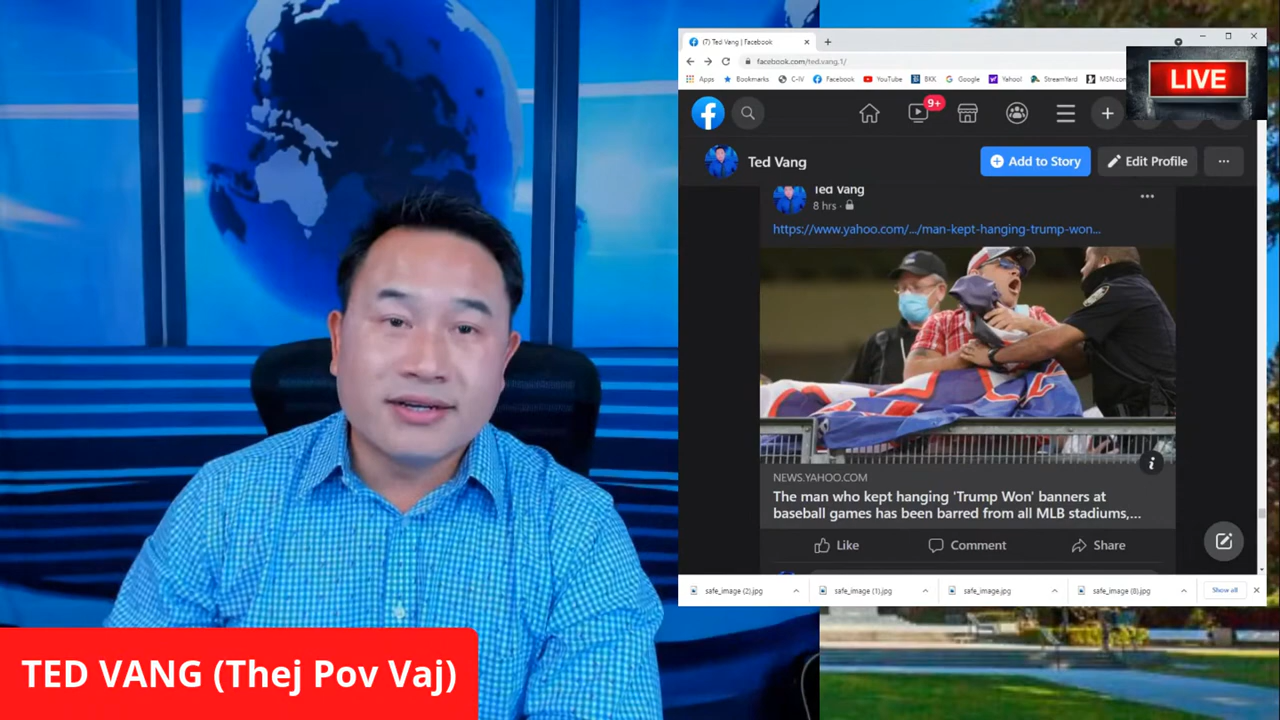 (7) Ted Vang | Facebook
facebook.com/ted.vang.1/
Apps Bookmarks C-IV Facebook YouTube BKK Google Yahoo! StreamYard MSN.com
LIVE
9+
Ted Vang
Add to Story
Edit Profile
Ted Vang
8 hrs ·
https://www.yahoo.com/.../man-kept-hanging-trump-won...
NEWS.YAHOO.COM
The man who kept hanging 'Trump Won' banners at
baseball games has been barred from all MLB stadiums,...
Like Comment Share
safe_image (2).jpg safe_image (1).jpg safe_image.jpg safe_image (8).jpg Show all
TED VANG (Thej Pov Vaj)